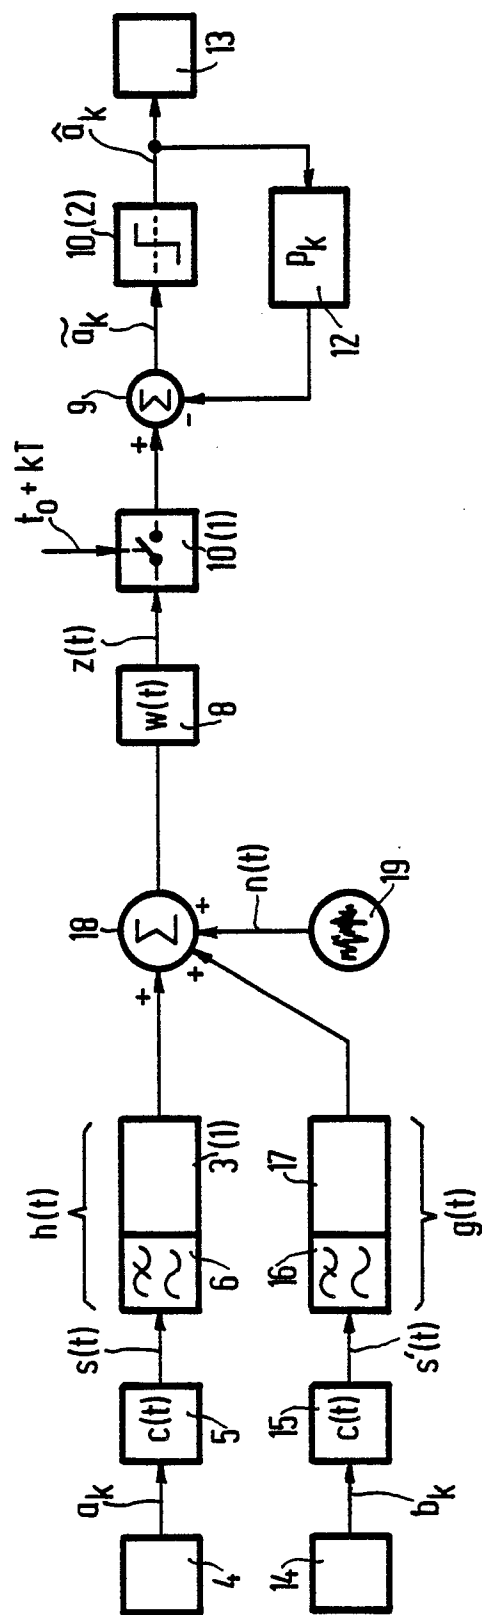 h(t)
a_k
s(t)
4
5
c(t)
6
3'(1)
18
Σ
+
+
+
w(t)
8
z(t)
t₀ + kT
10(1)
+
-
9
Σ
ã_k
10(2)
â_k
13
p_k
12
14
b_k
15
c(t)
s'(t)
16
17
g(t)
n(t)
19